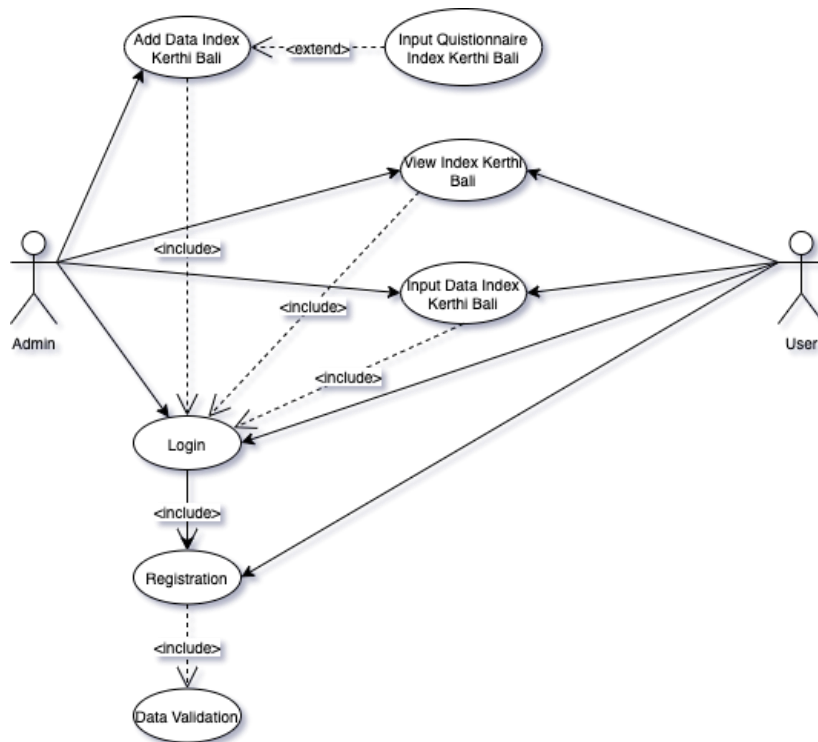 Add Data Index
Kerthi Bali
<extend>
Input Quistionnaire
Index Kerthi Bali
View Index Kerthi
Bali
<include>
Input Data Index
Kerthi Bali
<include>
Admin
User
<include>
Login
<include>
Registration
<include>
Data Validation